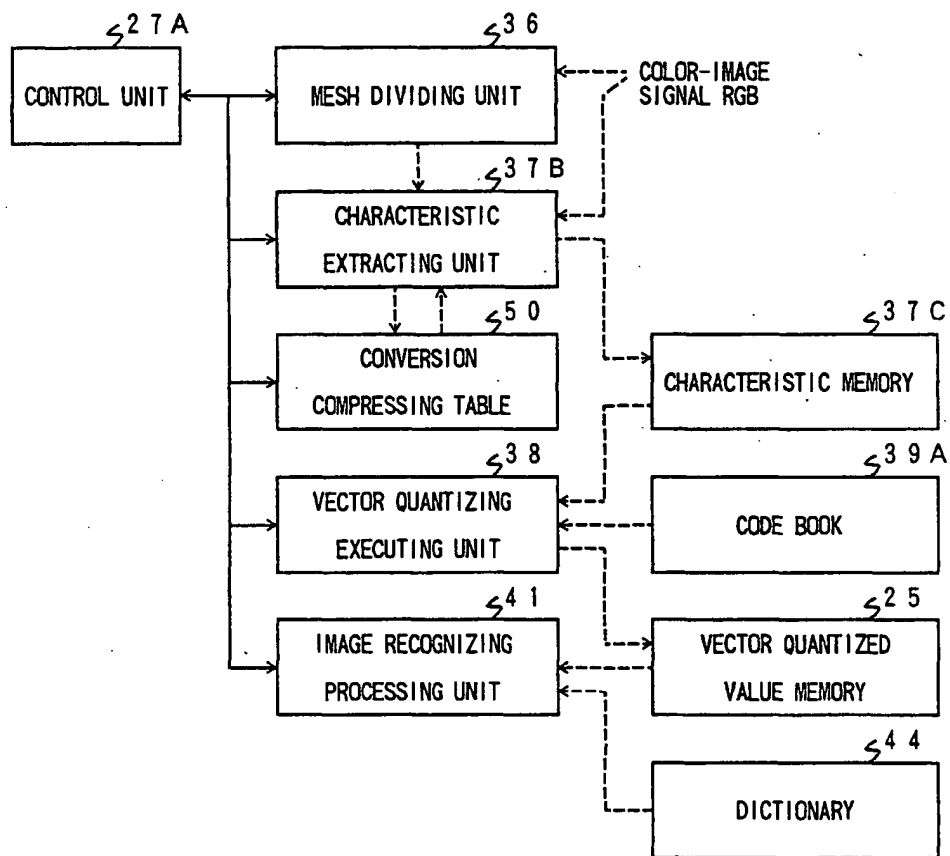 27A
CONTROL UNIT
36
MESH DIVIDING UNIT
COLOR-IMAGE
SIGNAL RGB
37B
CHARACTERISTIC
EXTRACTING UNIT
50
CONVERSION
COMPRESSING TABLE
37C
CHARACTERISTIC MEMORY
38
VECTOR QUANTIZING
EXECUTING UNIT
39A
CODE BOOK
41
IMAGE RECOGNIZING
PROCESSING UNIT
25
VECTOR QUANTIZED
VALUE MEMORY
44
DICTIONARY